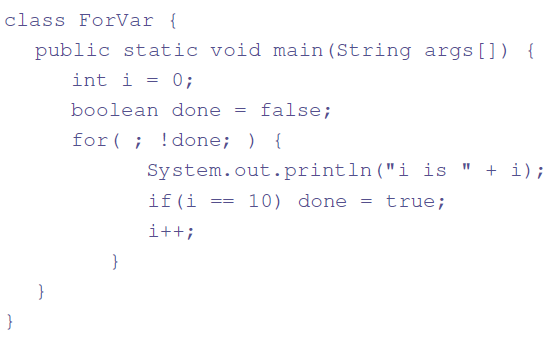 class ForVar {
public static void main(String args[]) {
int i = 0;
boolean done = false;
for( ; !done; ) {
System.out.println("i is " + i);
if(i == 10) done = true;
i++;
}
}
}